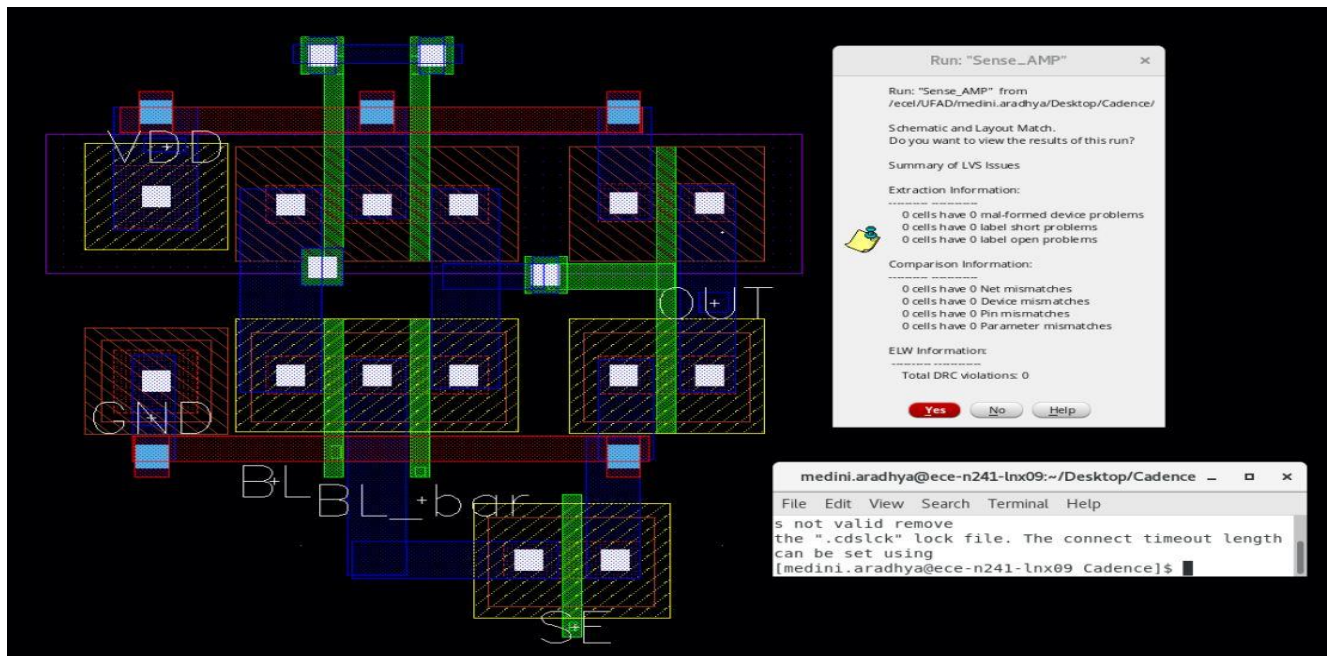 VDD
OUT
GND
BL
BL_bar
SE
Run: "Sense_AMP"
Run: "Sense_AMP" from
/ecel/UFAD/medini.aradhya/Desktop/Cadence/
Schematic and Layout Match.
Do you want to view the results of this run?
Summary of LVS Issues
Extraction Information:
-------- ------------
0 cells have 0 mal-formed device problems
0 cells have 0 label short problems
0 cells have 0 label open problems
Comparison Information:
-------- ------------
0 cells have 0 Net mismatches
0 cells have 0 Device mismatches
0 cells have 0 Pin mismatches
0 cells have 0 Parameter mismatches
ELW Information:
-------- ------------
Total DRC violations: 0
Yes No Help
medini.aradhya@ece-n241-lnx09:~/Desktop/Cadence
File Edit View Search Terminal Help
s not valid remove
the ".cdslck" lock file. The connect timeout length
can be set using
[medini.aradhya@ece-n241-lnx09 Cadence]$